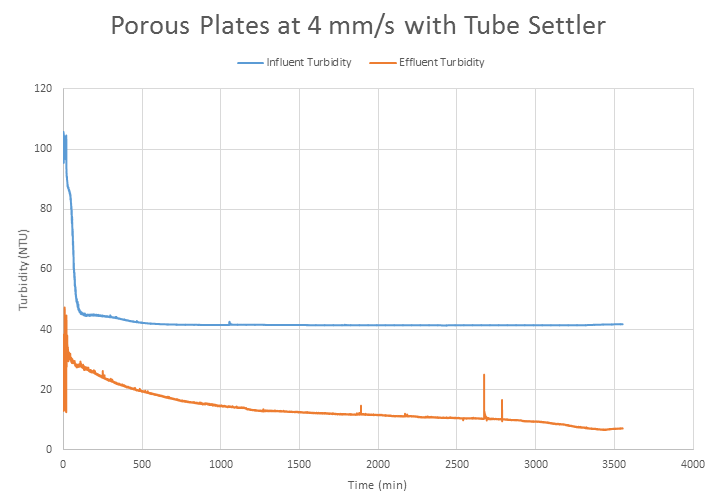 Porous Plates at 4 mm/s with Tube Settler
Influent Turbidity Effluent Turbidity
120
100
80
60
40
20
0
Turbidity (NTU)
0 500 1000 1500 2000 2500 3000 3500 4000
Time (min)